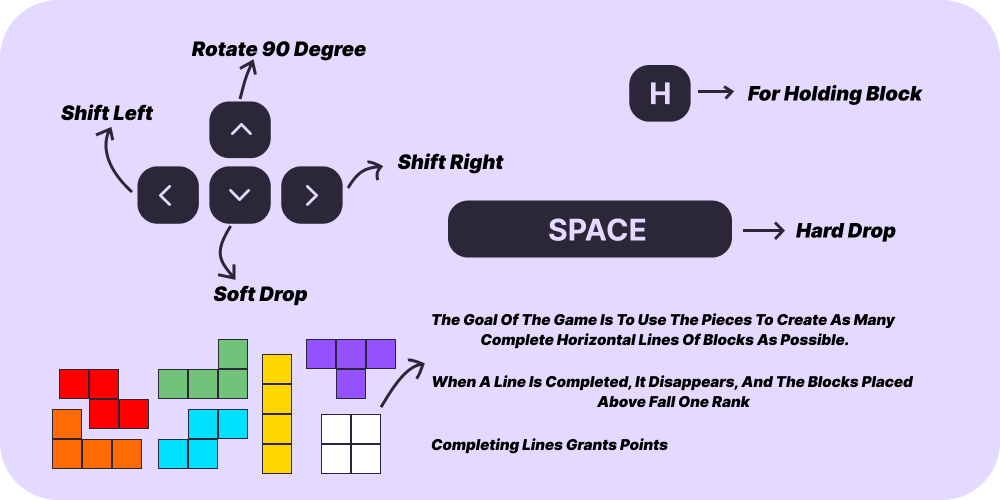 Rotate 90 Degree
Shift Left
H
For Holding Block
Shift Right
SPACE
Hard Drop
Soft Drop
The Goal Of The Game Is To Use The Pieces To Create As Many
Complete Horizontal Lines Of Blocks As Possible.
When A Line Is Completed, It Disappears, And The Blocks Placed
Above Fall One Rank
Completing Lines Grants Points